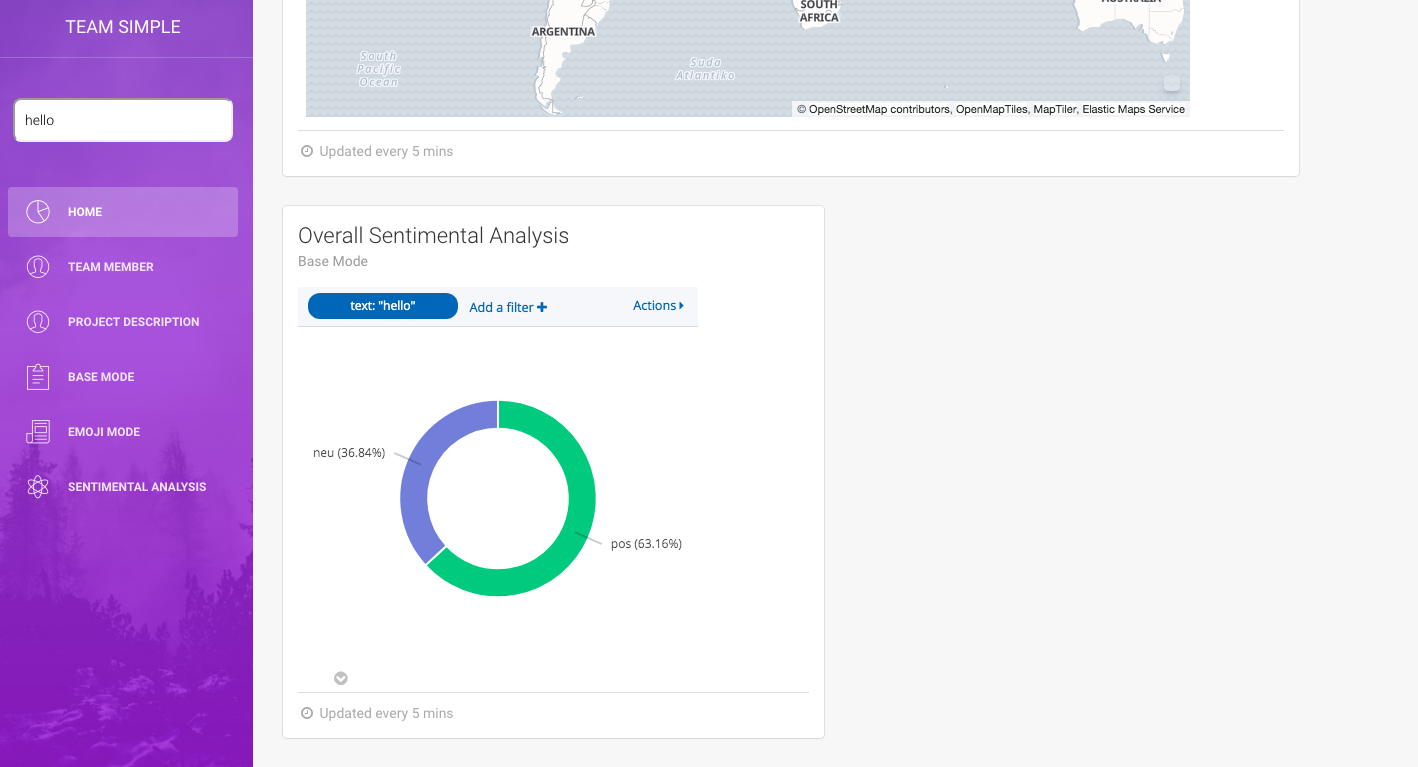 TEAM SIMPLE
hello
HOME
TEAM MEMBER
PROJECT DESCRIPTION
BASE MODE
EMOJI MODE
SENTIMENTAL ANALYSIS
SOUTH
AFRICA
ARGENTINA
South
Pacific
Ocean
Suda
Atlantiko
© OpenStreetMap contributors, OpenMapTiles, MapTiler, Elastic Maps Service
Updated every 5 mins
Overall Sentimental Analysis
Base Mode
text: "hello"
Add a filter
Actions
neu (36.84%)
pos (63.16%)
Updated every 5 mins